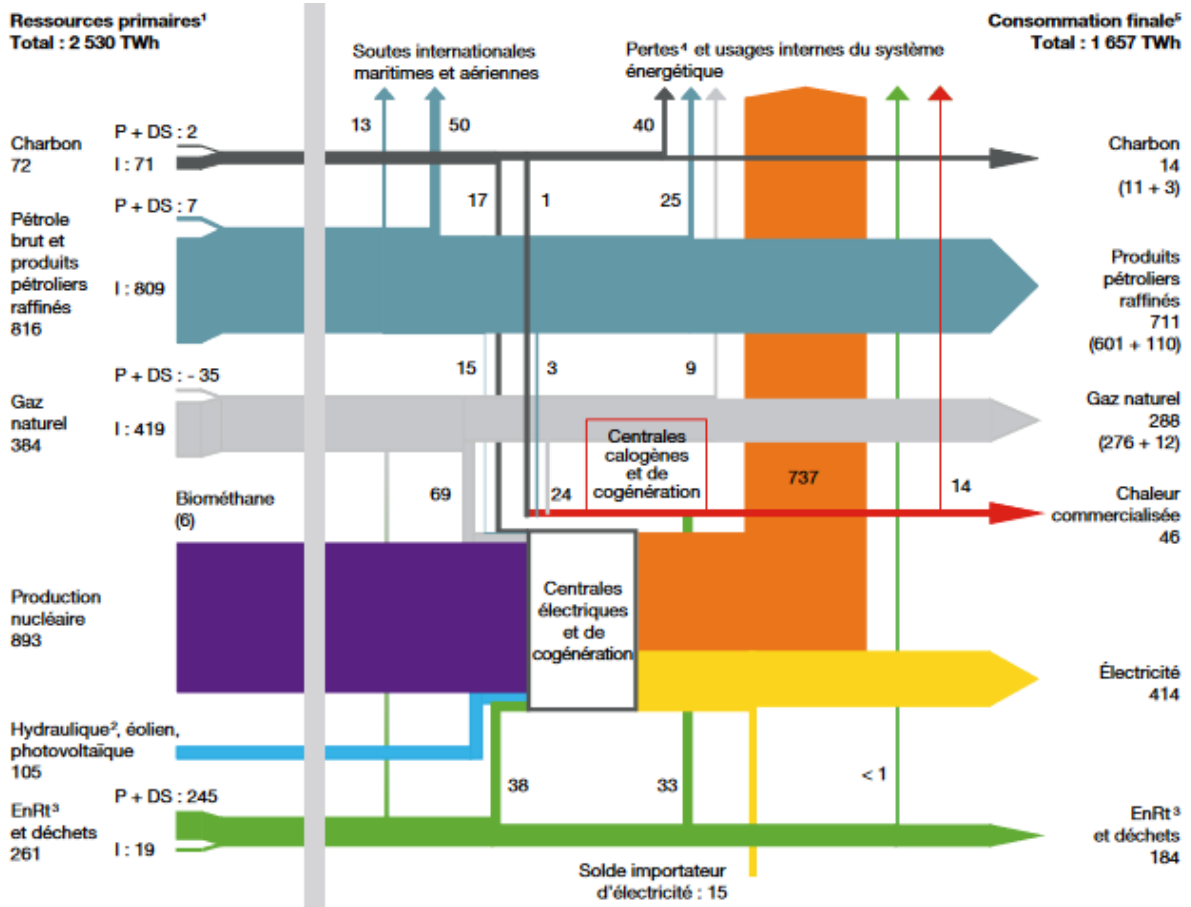 Ressources primaires¹
Total : 2 530 TWh
Consommation finale⁵
Total : 1 657 TWh
Soutes internationales
maritimes et aériennes
Pertes⁴ et usages internes du système
énergétique
13
50
40
P + DS : 2
Charbon
72
I : 71
Charbon
14
(11 + 3)
P + DS : 7
17
1
25
Pétrole
brut et
produits
pétroliers
raffinés
816
I : 809
Produits
pétroliers
raffinés
711
(601 + 110)
P + DS : - 35
15
3
9
Gaz
naturel
384
I : 419
Gaz naturel
288
(276 + 12)
Centrales
calogènes
et de
cogénération
737
Biométhane
(6)
69
24
14
Chaleur
commercialisée
46
Production
nucléaire
893
Centrales
électriques
et de
cogénération
Électricité
414
Hydraulique², éolien,
photovoltaïque
105
38
33
< 1
P + DS : 245
EnRt³
et déchets
261
I : 19
EnRt³
et déchets
184
Solde importateur
d'électricité : 15